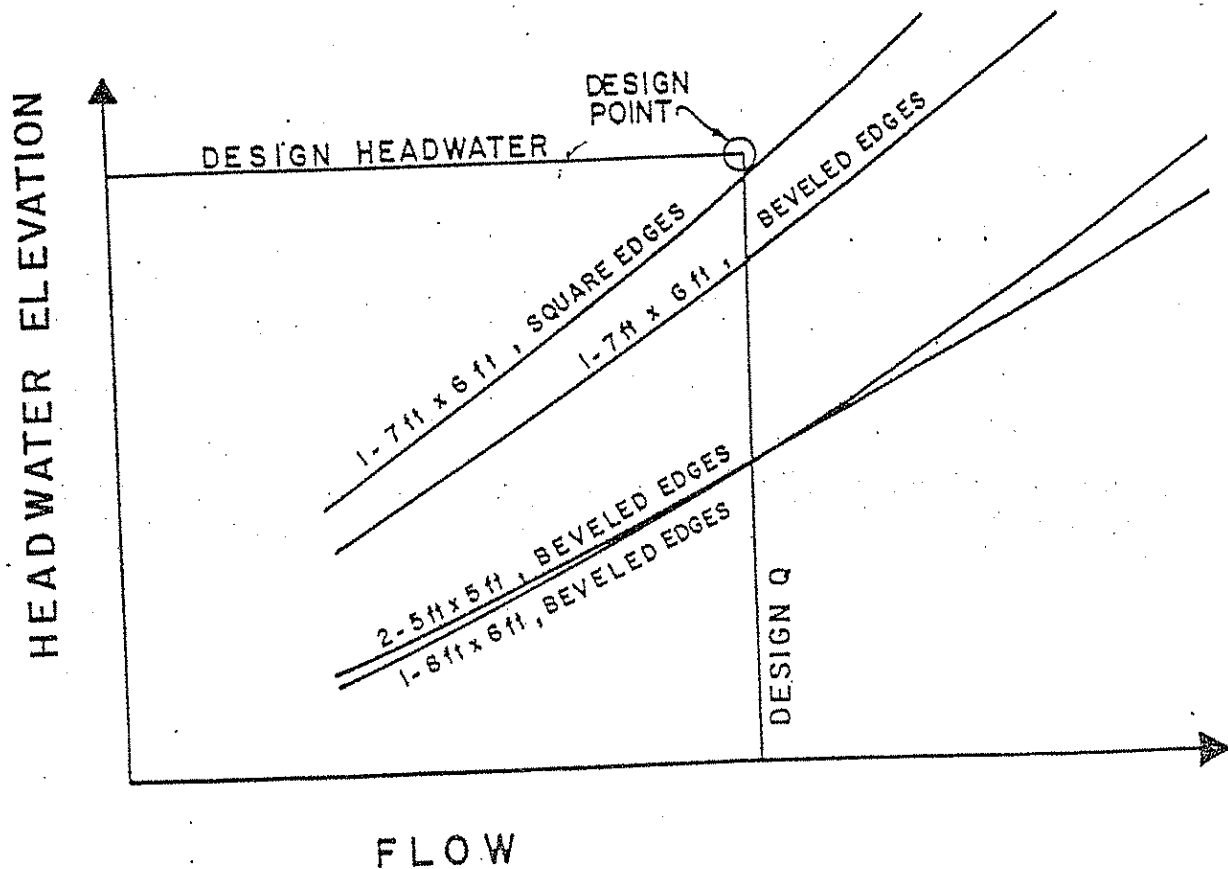 HEADWATER ELEVATION
DESIGN
POINT
DESIGN HEADWATER
1-7ft x 6ft, SQUARE EDGES
1-7ft x 6ft, BEVELED EDGES
2-5ft x 5ft, BEVELED EDGES
1-8ft x 6ft, BEVELED EDGES
DESIGN Q
FLOW